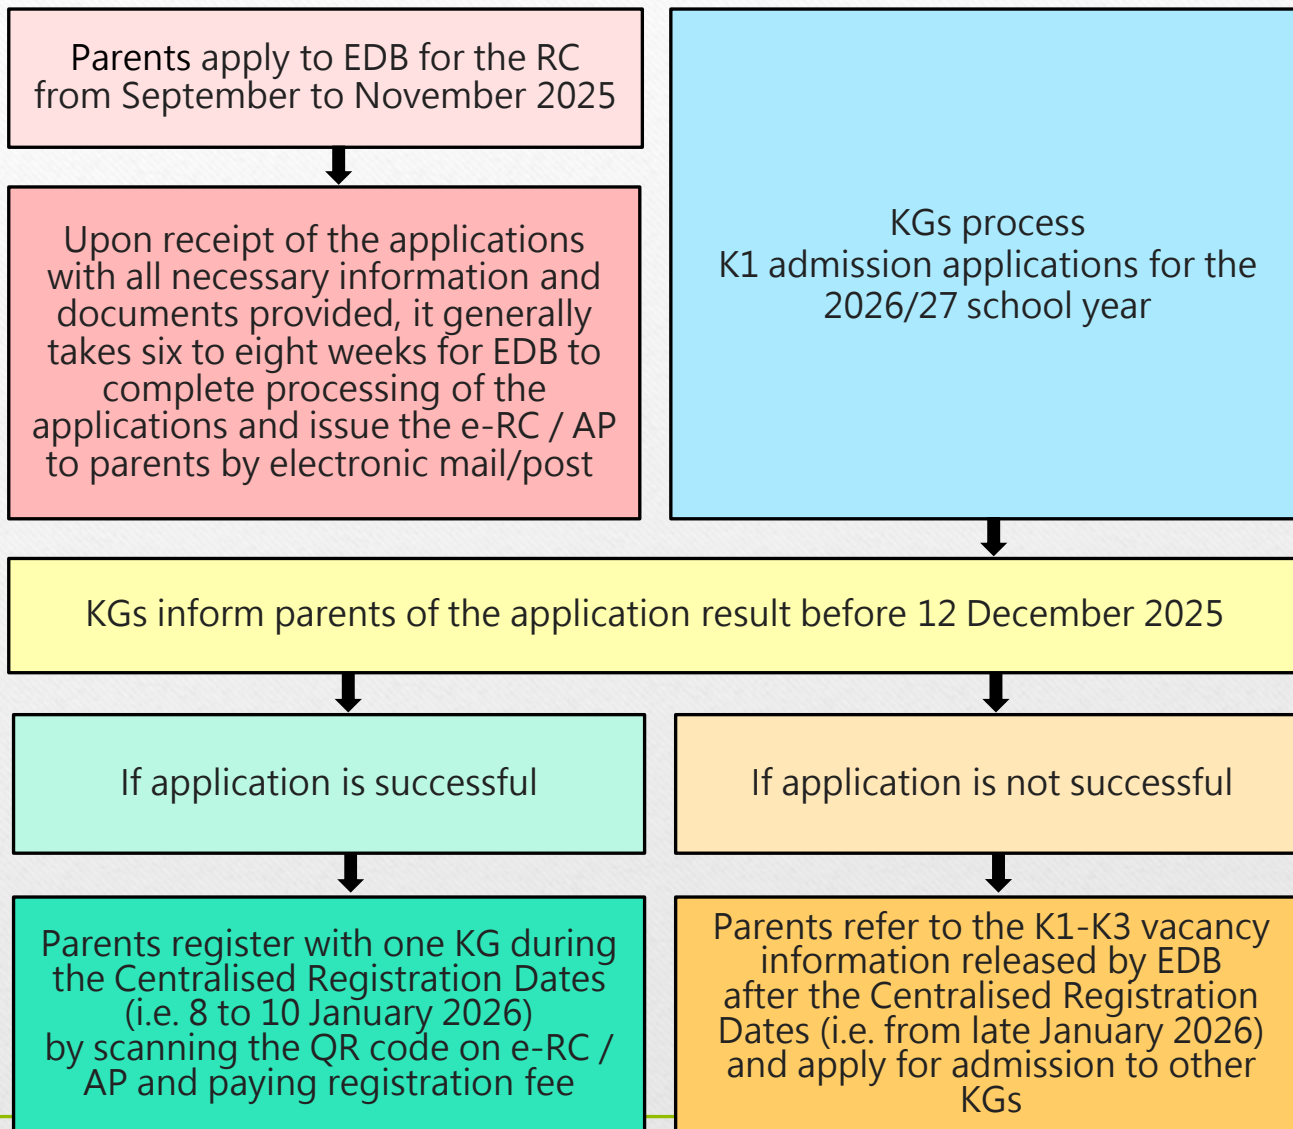 Parents apply to EDB for the RC
from September to November 2025
Upon receipt of the applications
with all necessary information and
documents provided, it generally
takes six to eight weeks for EDB to
complete processing of the
applications and issue the e-RC / AP
to parents by electronic mail/post
KGs process
K1 admission applications for the
2026/27 school year
KGs inform parents of the application result before 12 December 2025
If application is successful
If application is not successful
Parents register with one KG during
the Centralised Registration Dates
(i.e. 8 to 10 January 2026)
by scanning the QR code on e-RC /
AP and paying registration fee
Parents refer to the K1-K3 vacancy
information released by EDB
after the Centralised Registration
Dates (i.e. from late January 2026)
and apply for admission to other
KGs